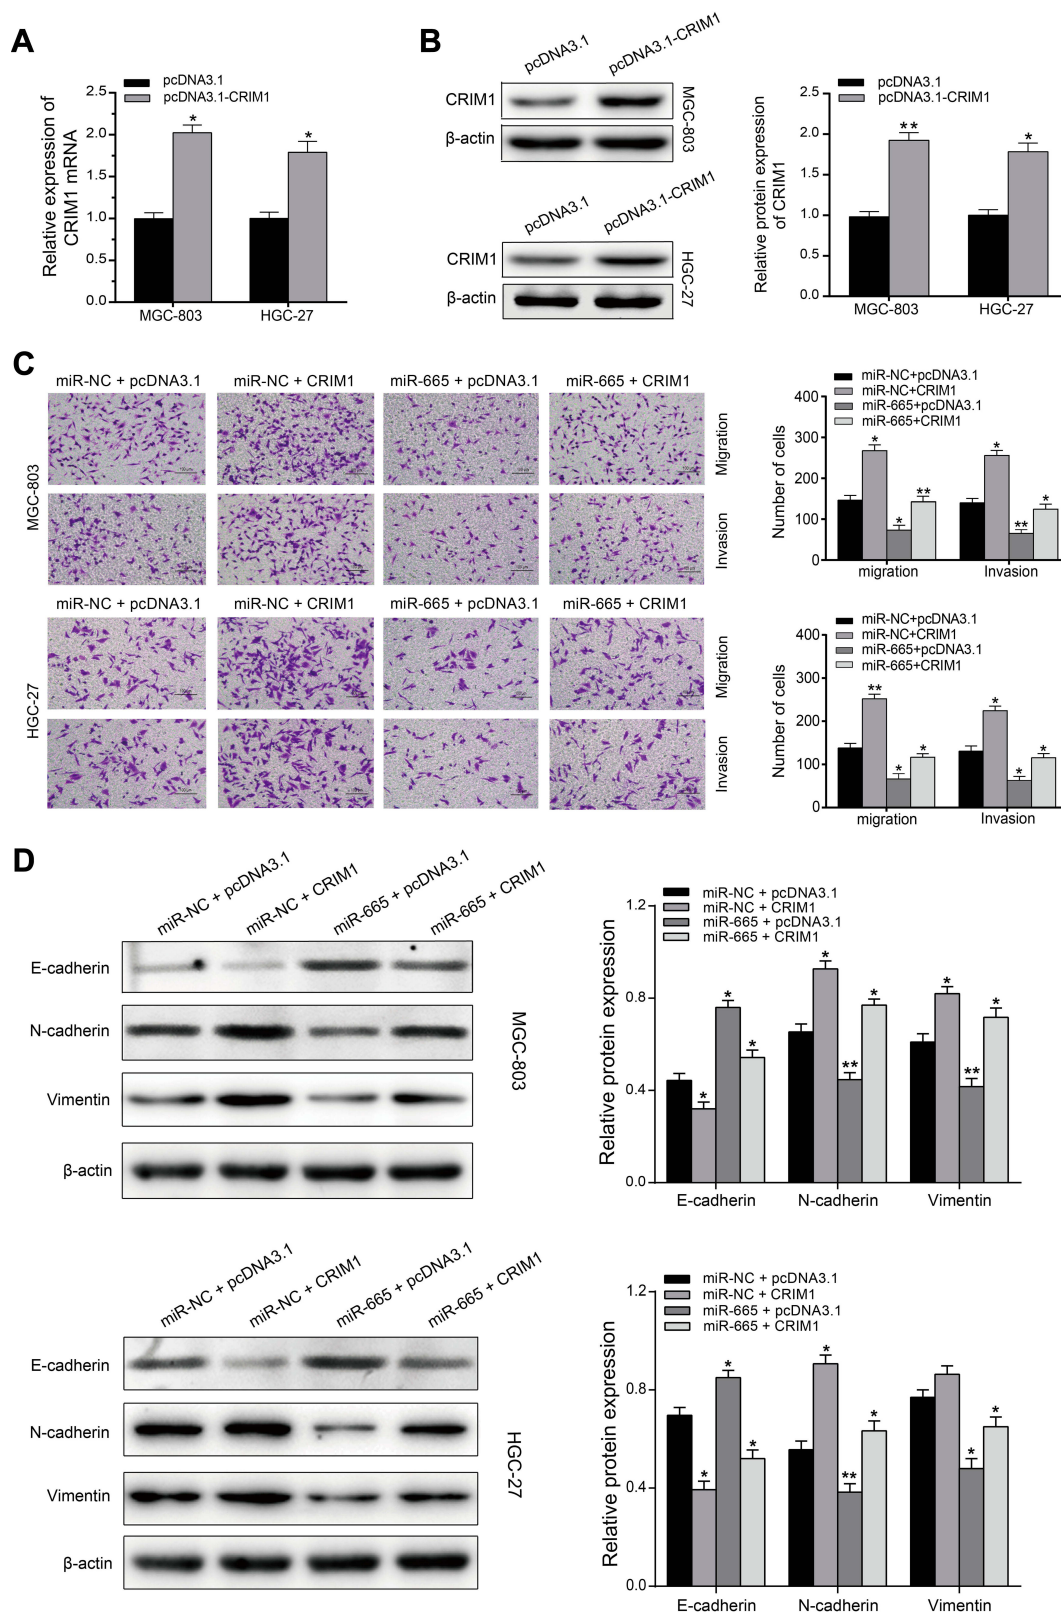 A
pcDNA3.1
pcDNA3.1-CRIM1
Relative expression of
CRIM1 mRNA
2.5
2.0
1.5
1.0
0.5
0.0
*
*
MGC-803
HGC-27
B
pcDNA3.1
pcDNA3.1-CRIM1
CRIM1
β-actin
MGC-803
pcDNA3.1
pcDNA3.1-CRIM1
CRIM1
β-actin
HGC-27
pcDNA3.1
pcDNA3.1-CRIM1
Relative protein expression
of CRIM1
2.5
2.0
1.5
1.0
0.5
0.0
**
*
MGC-803
HGC-27
C
miR-NC + pcDNA3.1
miR-NC + CRIM1
miR-665 + pcDNA3.1
miR-665 + CRIM1
MGC-803
Migration
Invasion
miR-NC + pcDNA3.1
miR-NC + CRIM1
miR-665 + pcDNA3.1
miR-665 + CRIM1
HGC-27
Migration
Invasion
miR-NC+pcDNA3.1
miR-NC+CRIM1
miR-665+pcDNA3.1
miR-665+CRIM1
Number of cells
400
300
200
100
0
*
*
**
*
**
*
migration
Invasion
miR-NC+pcDNA3.1
miR-NC+CRIM1
miR-665+pcDNA3.1
miR-665+CRIM1
Number of cells
400
300
200
100
0
**
*
*
*
*
*
migration
Invasion
D
miR-NC + pcDNA3.1
miR-NC + CRIM1
miR-665 + pcDNA3.1
miR-665 + CRIM1
E-cadherin
N-cadherin
Vimentin
β-actin
MGC-803
miR-NC + pcDNA3.1
miR-NC + CRIM1
miR-665 + pcDNA3.1
miR-665 + CRIM1
Relative protein expression
1.2
0.8
0.4
0.0
*
*
*
*
**
*
*
**
*
E-cadherin
N-cadherin
Vimentin
miR-NC + pcDNA3.1
miR-NC + CRIM1
miR-665 + pcDNA3.1
miR-665 + CRIM1
E-cadherin
N-cadherin
Vimentin
β-actin
HGC-27
miR-NC + pcDNA3.1
miR-NC + CRIM1
miR-665 + pcDNA3.1
miR-665 + CRIM1
Relative protein expression
1.2
0.8
0.4
0.0
*
*
*
*
**
*
*
*
E-cadherin
N-cadherin
Vimentin